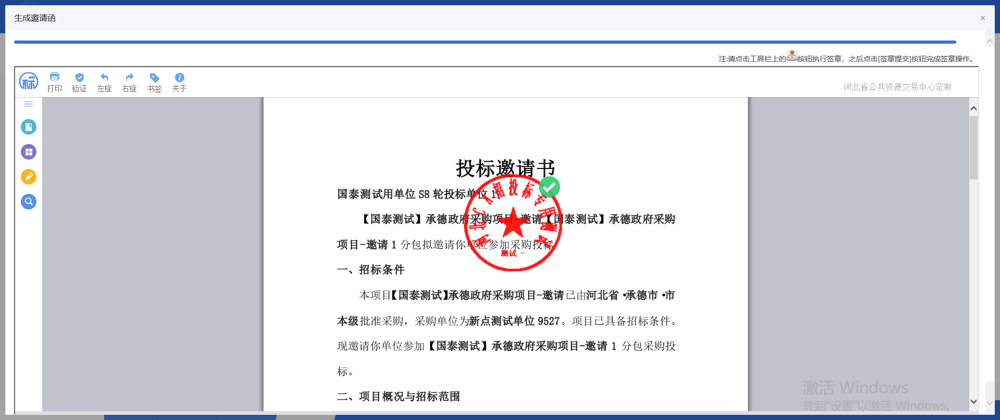 生成邀请函
×
注:请点击工具栏上的按钮执行签章，之后点击[签章提交]按钮完成签章操作。
标
打印 验证 左旋 右旋 书签 关于
河北省公共资源交易中心定制
投标邀请书
国泰测试用单位 S8 轮投标单位 1:
【国泰测试】承德政府采购项目-邀请【国泰测试】承德政府采购
项目-邀请 1 分包拟邀请你单位参加采购投标
河北CA招投标专用测试
测试 -
一、招标条件
本项目【国泰测试】承德政府采购项目-邀请已由河北省·承德市·市
本级批准采购，采购单位为新点测试单位 9527。项目已具备招标条件。
现邀请你单位参加【国泰测试】承德政府采购项目-邀请 1 分包采购投
标。
二、项目概况与招标范围
激活 Windows
转到“设置”以激活 Windows。